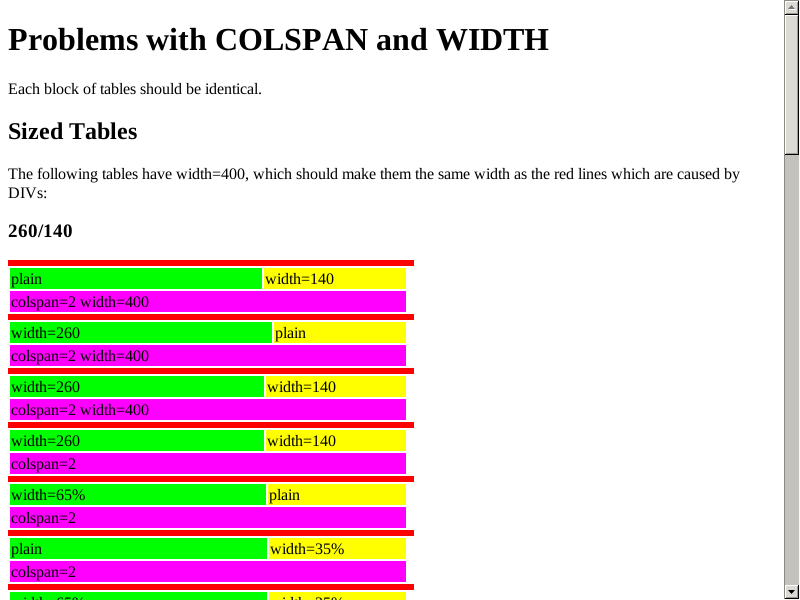 Problems with COLSPAN and WIDTH
Each block of tables should be identical.
Sized Tables
The following tables have width=400, which should make them the same width as the red lines which are caused by
DIVs:
260/140
plain width=140
colspan=2 width=400
width=260 plain
colspan=2 width=400
width=260 width=140
colspan=2 width=400
width=260 width=140
colspan=2
width=65% plain
colspan=2
plain width=35%
colspan=2
width=65% width=35%